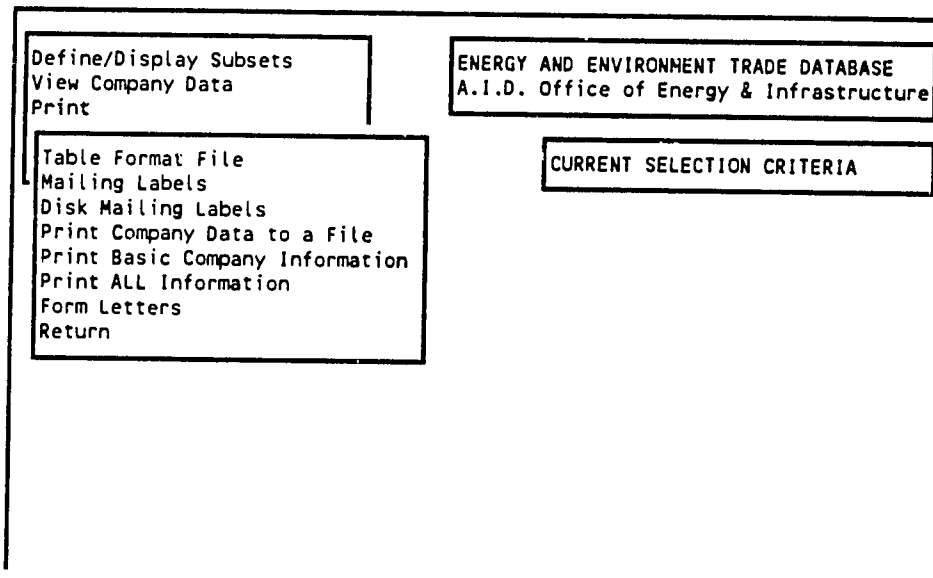 Define/Display Subsets
View Company Data
Print
ENERGY AND ENVIRONMENT TRADE DATABASE
A.I.D. Office of Energy & Infrastructure
Table Format File
Mailing Labels
Disk Mailing Labels
Print Company Data to a File
Print Basic Company Information
Print ALL Information
Form Letters
Return
CURRENT SELECTION CRITERIA